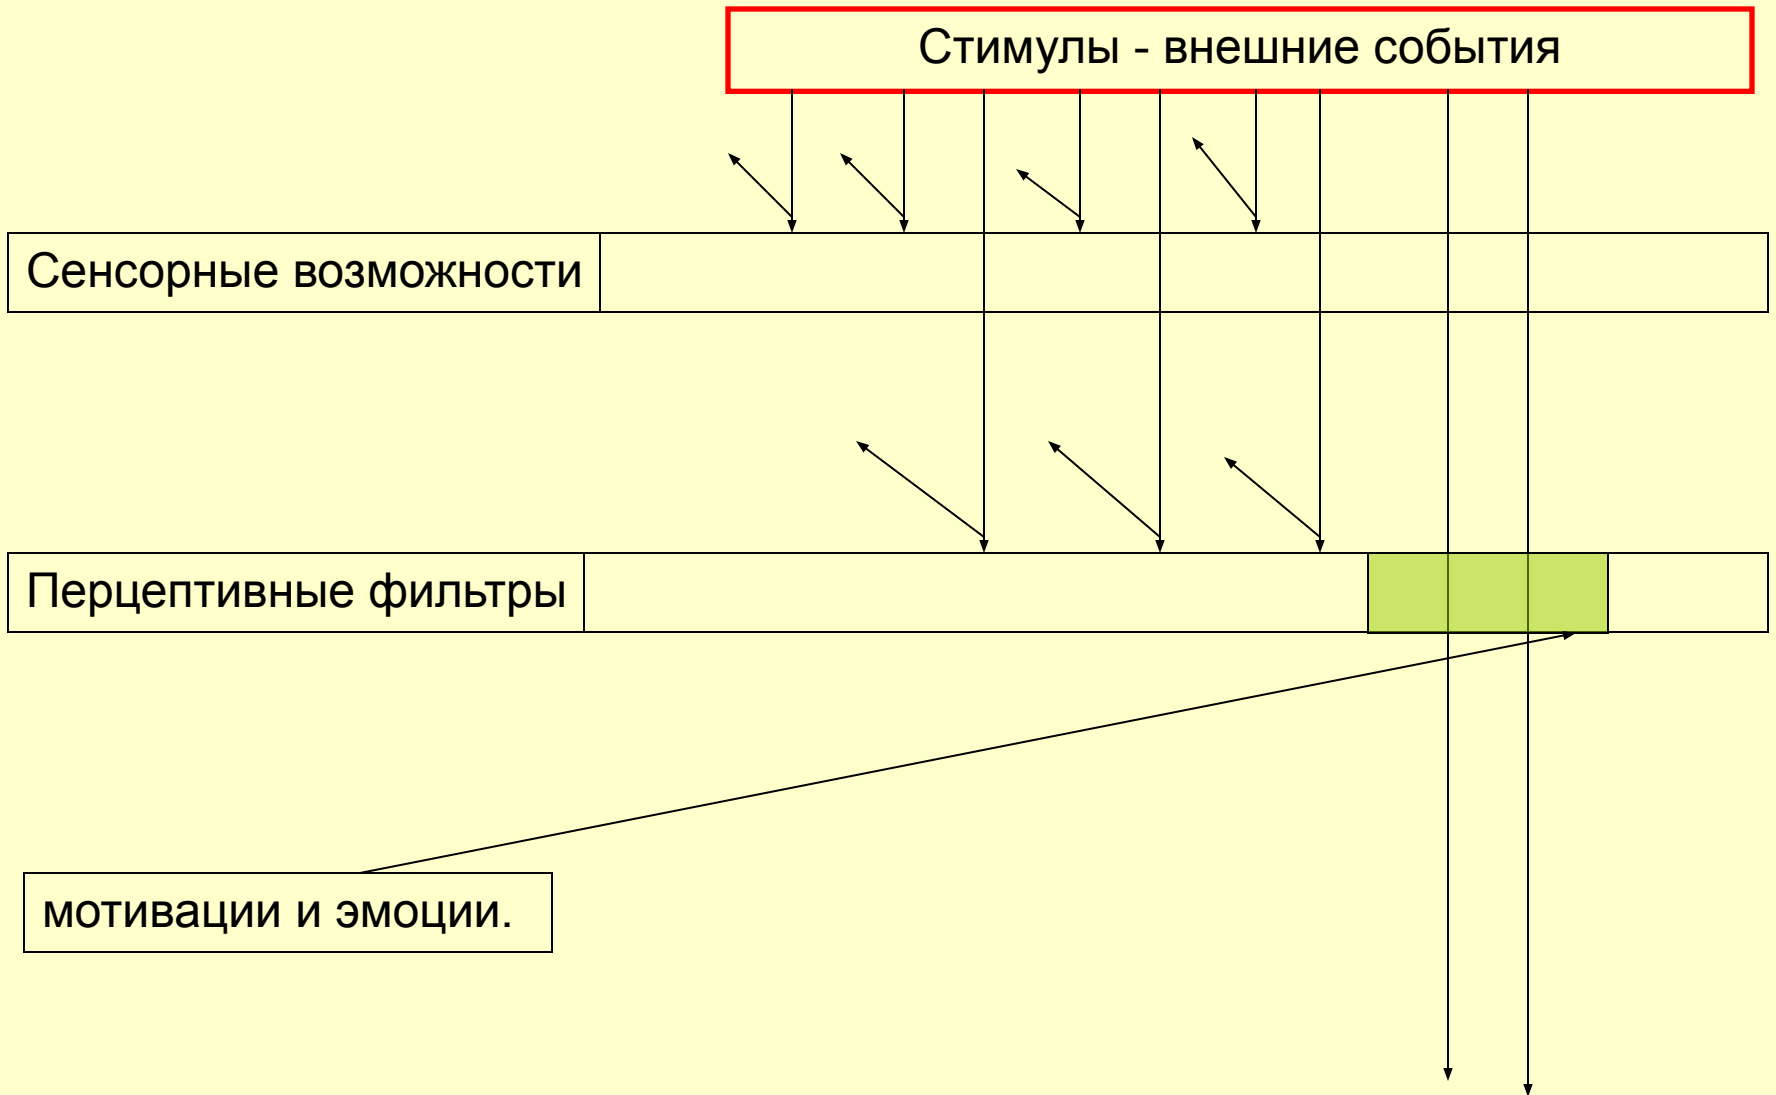 Стимулы - внешние события
Сенсорные возможности
Перцептивные фильтры
мотивации и эмоции.